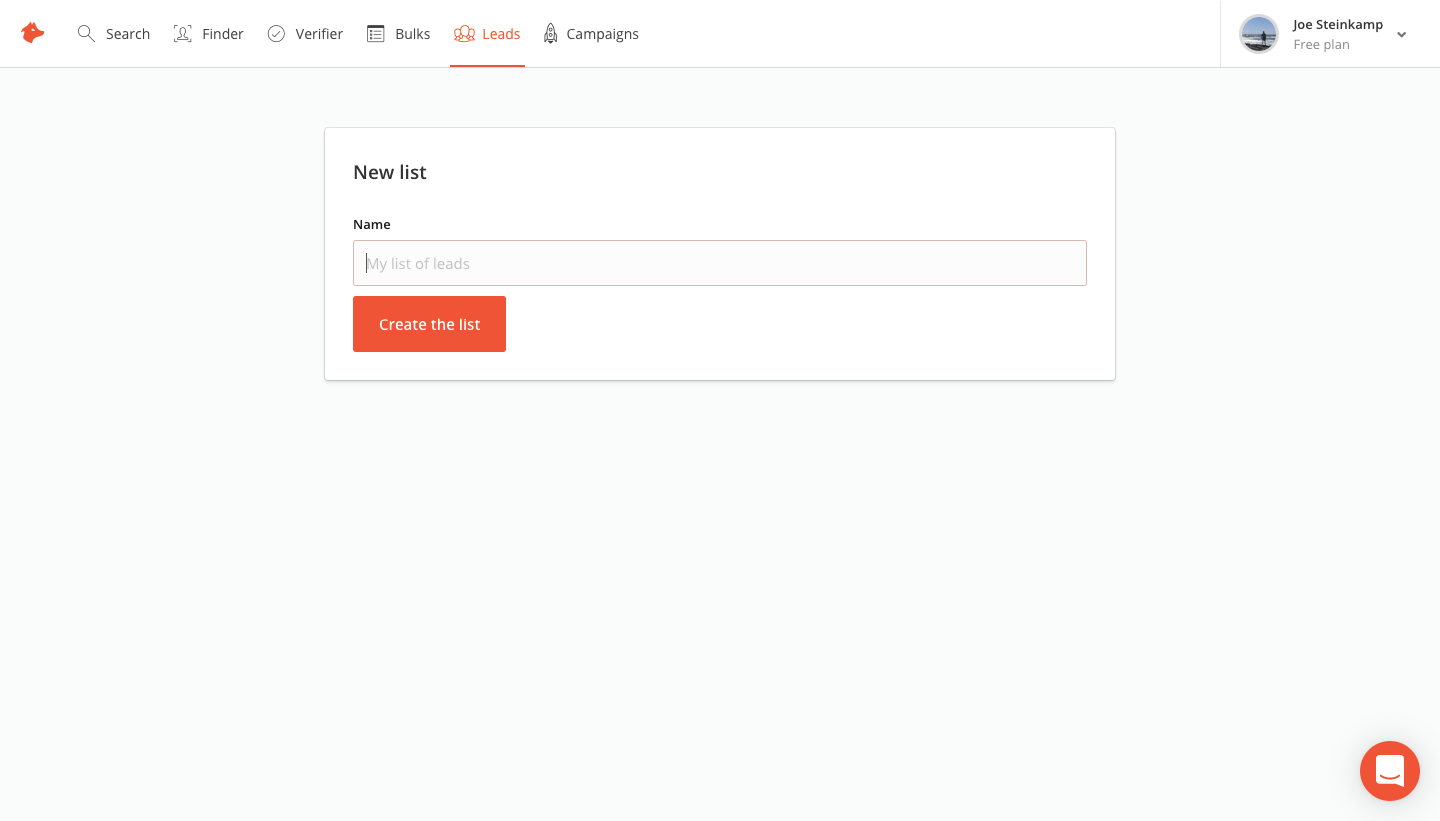 Search Finder Verifier Bulks Leads Campaigns
Joe Steinkamp
Free plan
New list
Name
My list of leads
Create the list